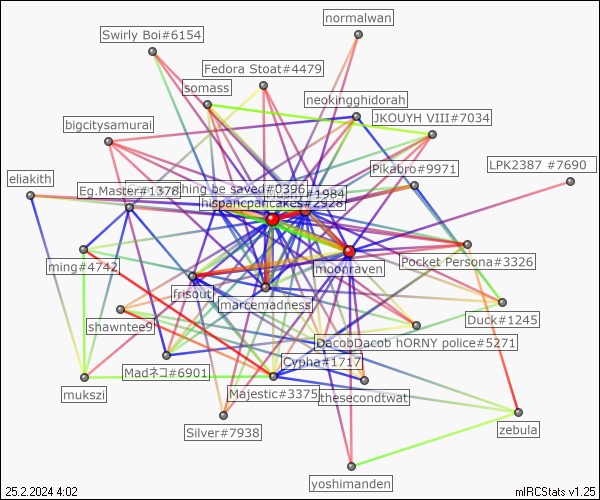 normalwan
Swirly Boi#6154
Fedora Stoat#4479
somass
neokingghidorah
JKOUYH VIII#7034
bigcitysamurai
LPK2387 #7690
Pikabro#9971
eliakith
Eg.Master#1378
thing be saved#0396
#1984
hispancpancakes#2928
Pocket Persona#3326
moonraven
ming#4742
frisout
marcemadness
Duck#1245
shawntee9
DacobDacob hORNY police#5271
Cypha#1717
Madネコ#6901
mukszi
Majestic#3375
thesecondtwat
Silver#7938
zebula
yoshimanden
25.2.2024 4:02
mIRCStats v1.25